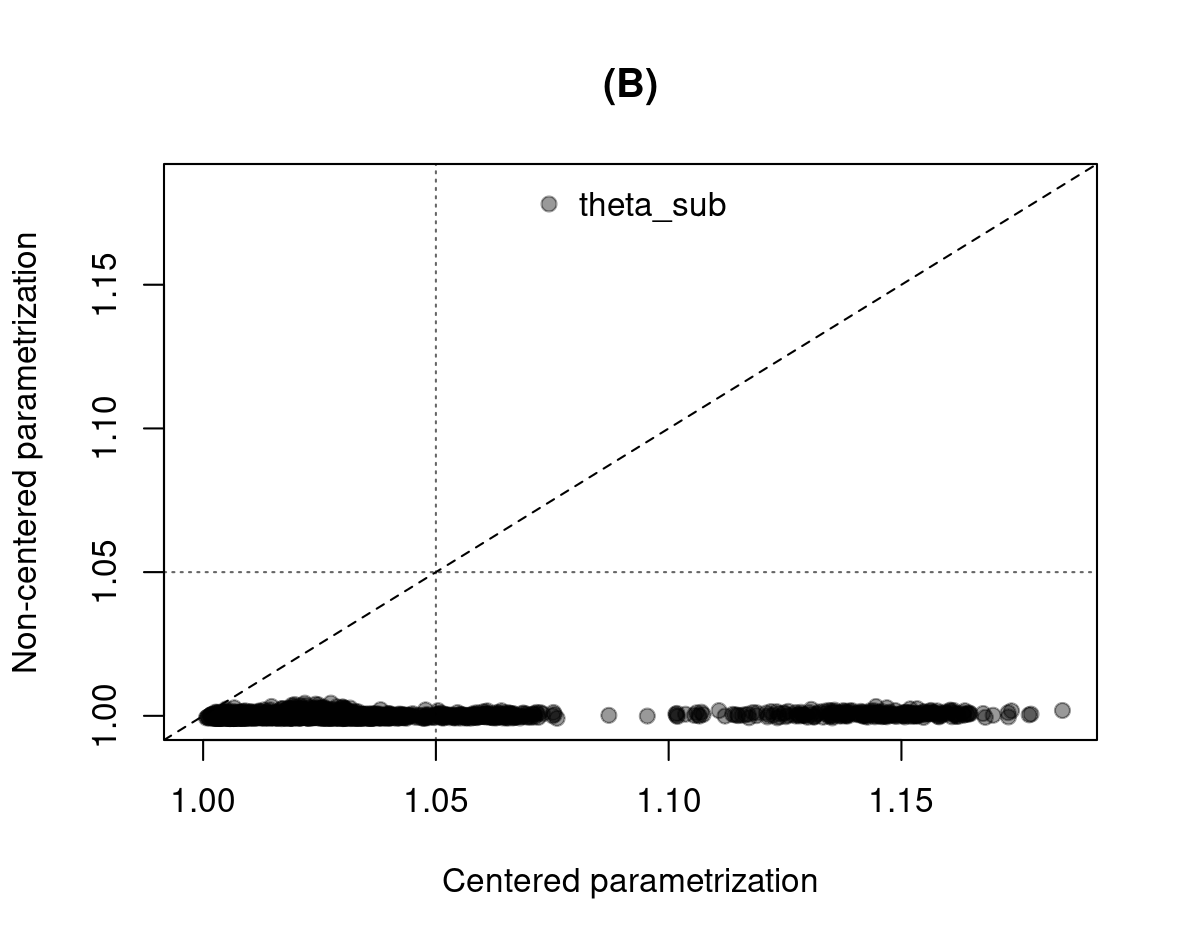 (B)
theta_sub
Non-centered parametrization
1.15
1.10
1.05
1.00
1.00 1.05 1.10 1.15
Centered parametrization